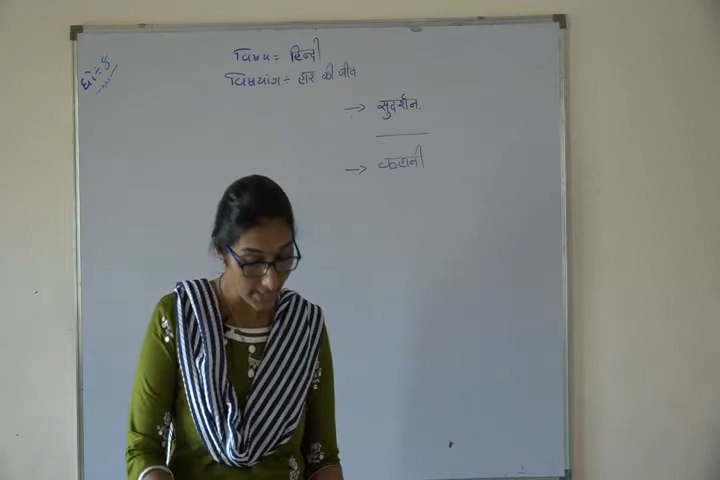 विषय = हिन्दी
विषयांग ÷ हार की जीत
→ सुदर्शन.
→ कहानी